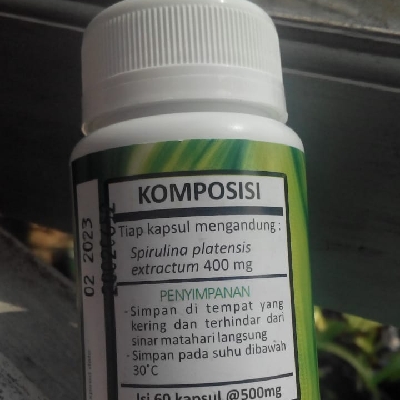 KOMPOSISI
Tiap kapsul mengandung :
Spirulina platensis
extractum 400 mg
PENYIMPANAN
-Simpan di tempat yang
kering dan terhindar dari
sinar matahari langsung
-Simpan pada suhu dibawah
30°C
Isi 60 kapsul @500mg
02 2023